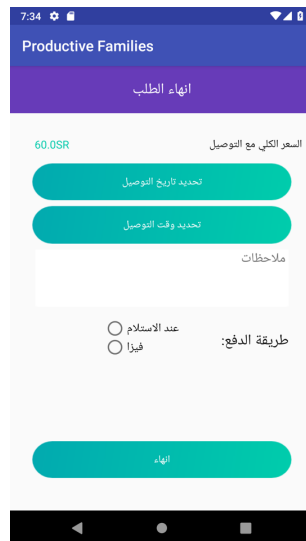 7:34
Productive Families
انهاء الطلب
السعر الكلي مع التوصيل 60.0SR
تحديد تاريخ التوصيل
تحديد وقت التوصيل
ملاحظات
عند الاستلام
طريقة الدفع:
فيزا
انهاء